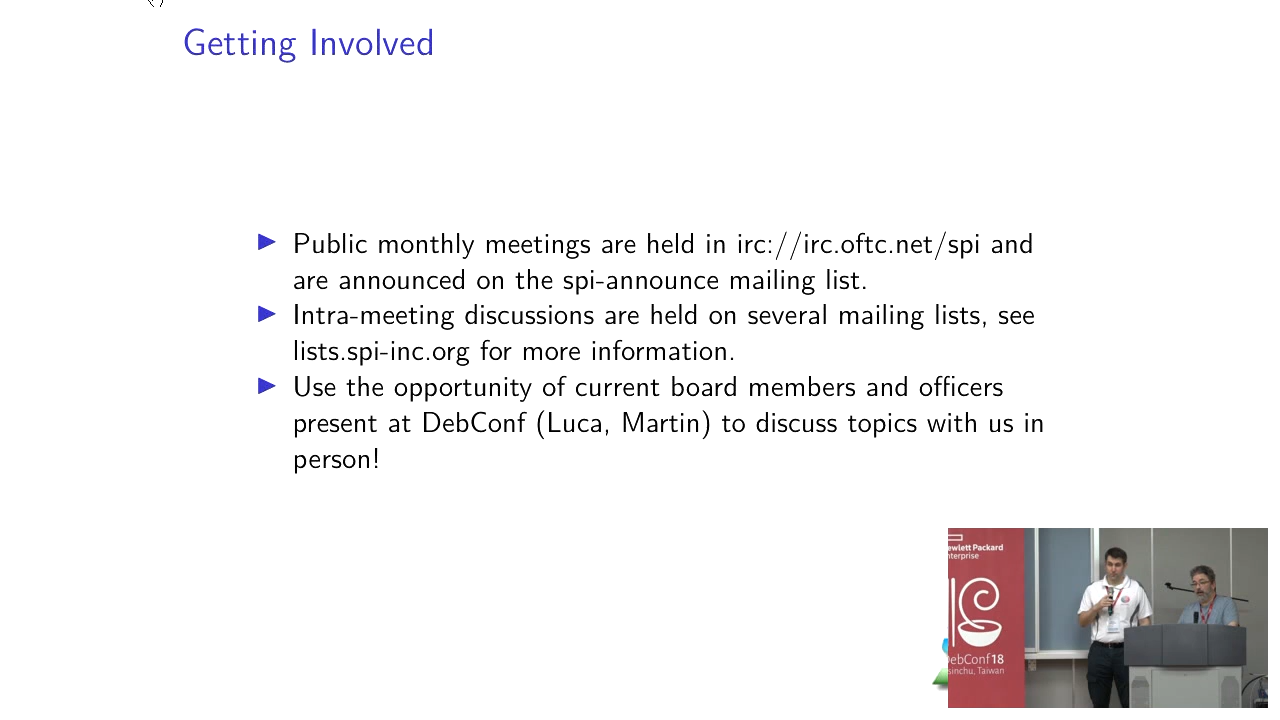 Getting Involved
Public monthly meetings are held in irc://irc.oftc.net/spi and
are announced on the spi-announce mailing list.
Intra-meeting discussions are held on several mailing lists, see
lists.spi-inc.org for more information.
Use the opportunity of current board members and officers
present at DebConf (Luca, Martin) to discuss topics with us in
person!
ewlett Packard
nterprise
DebConf18
sinchu, Taiwan